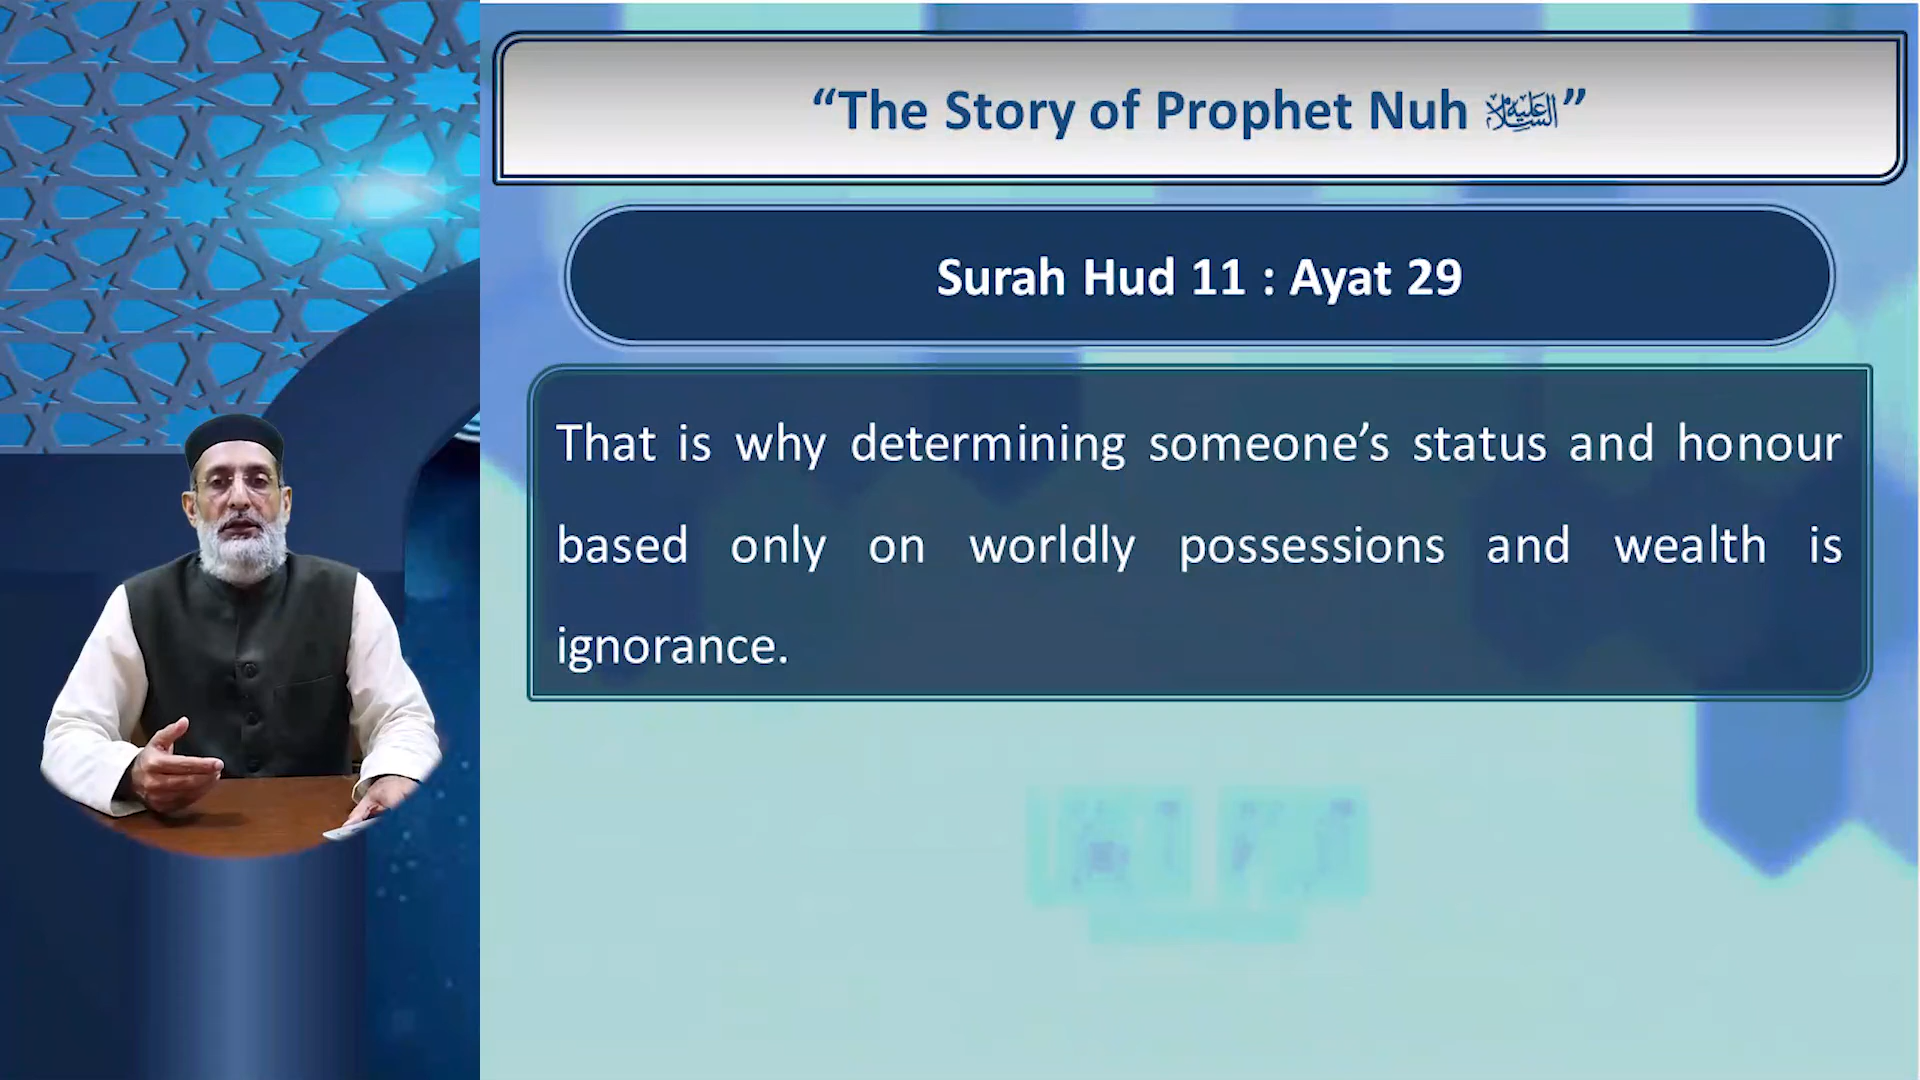 “The Story of Prophet Nuh عليه السلام”
Surah Hud 11 : Ayat 29
That is why determining someone’s status and honour
based only on worldly possessions and wealth is
ignorance.